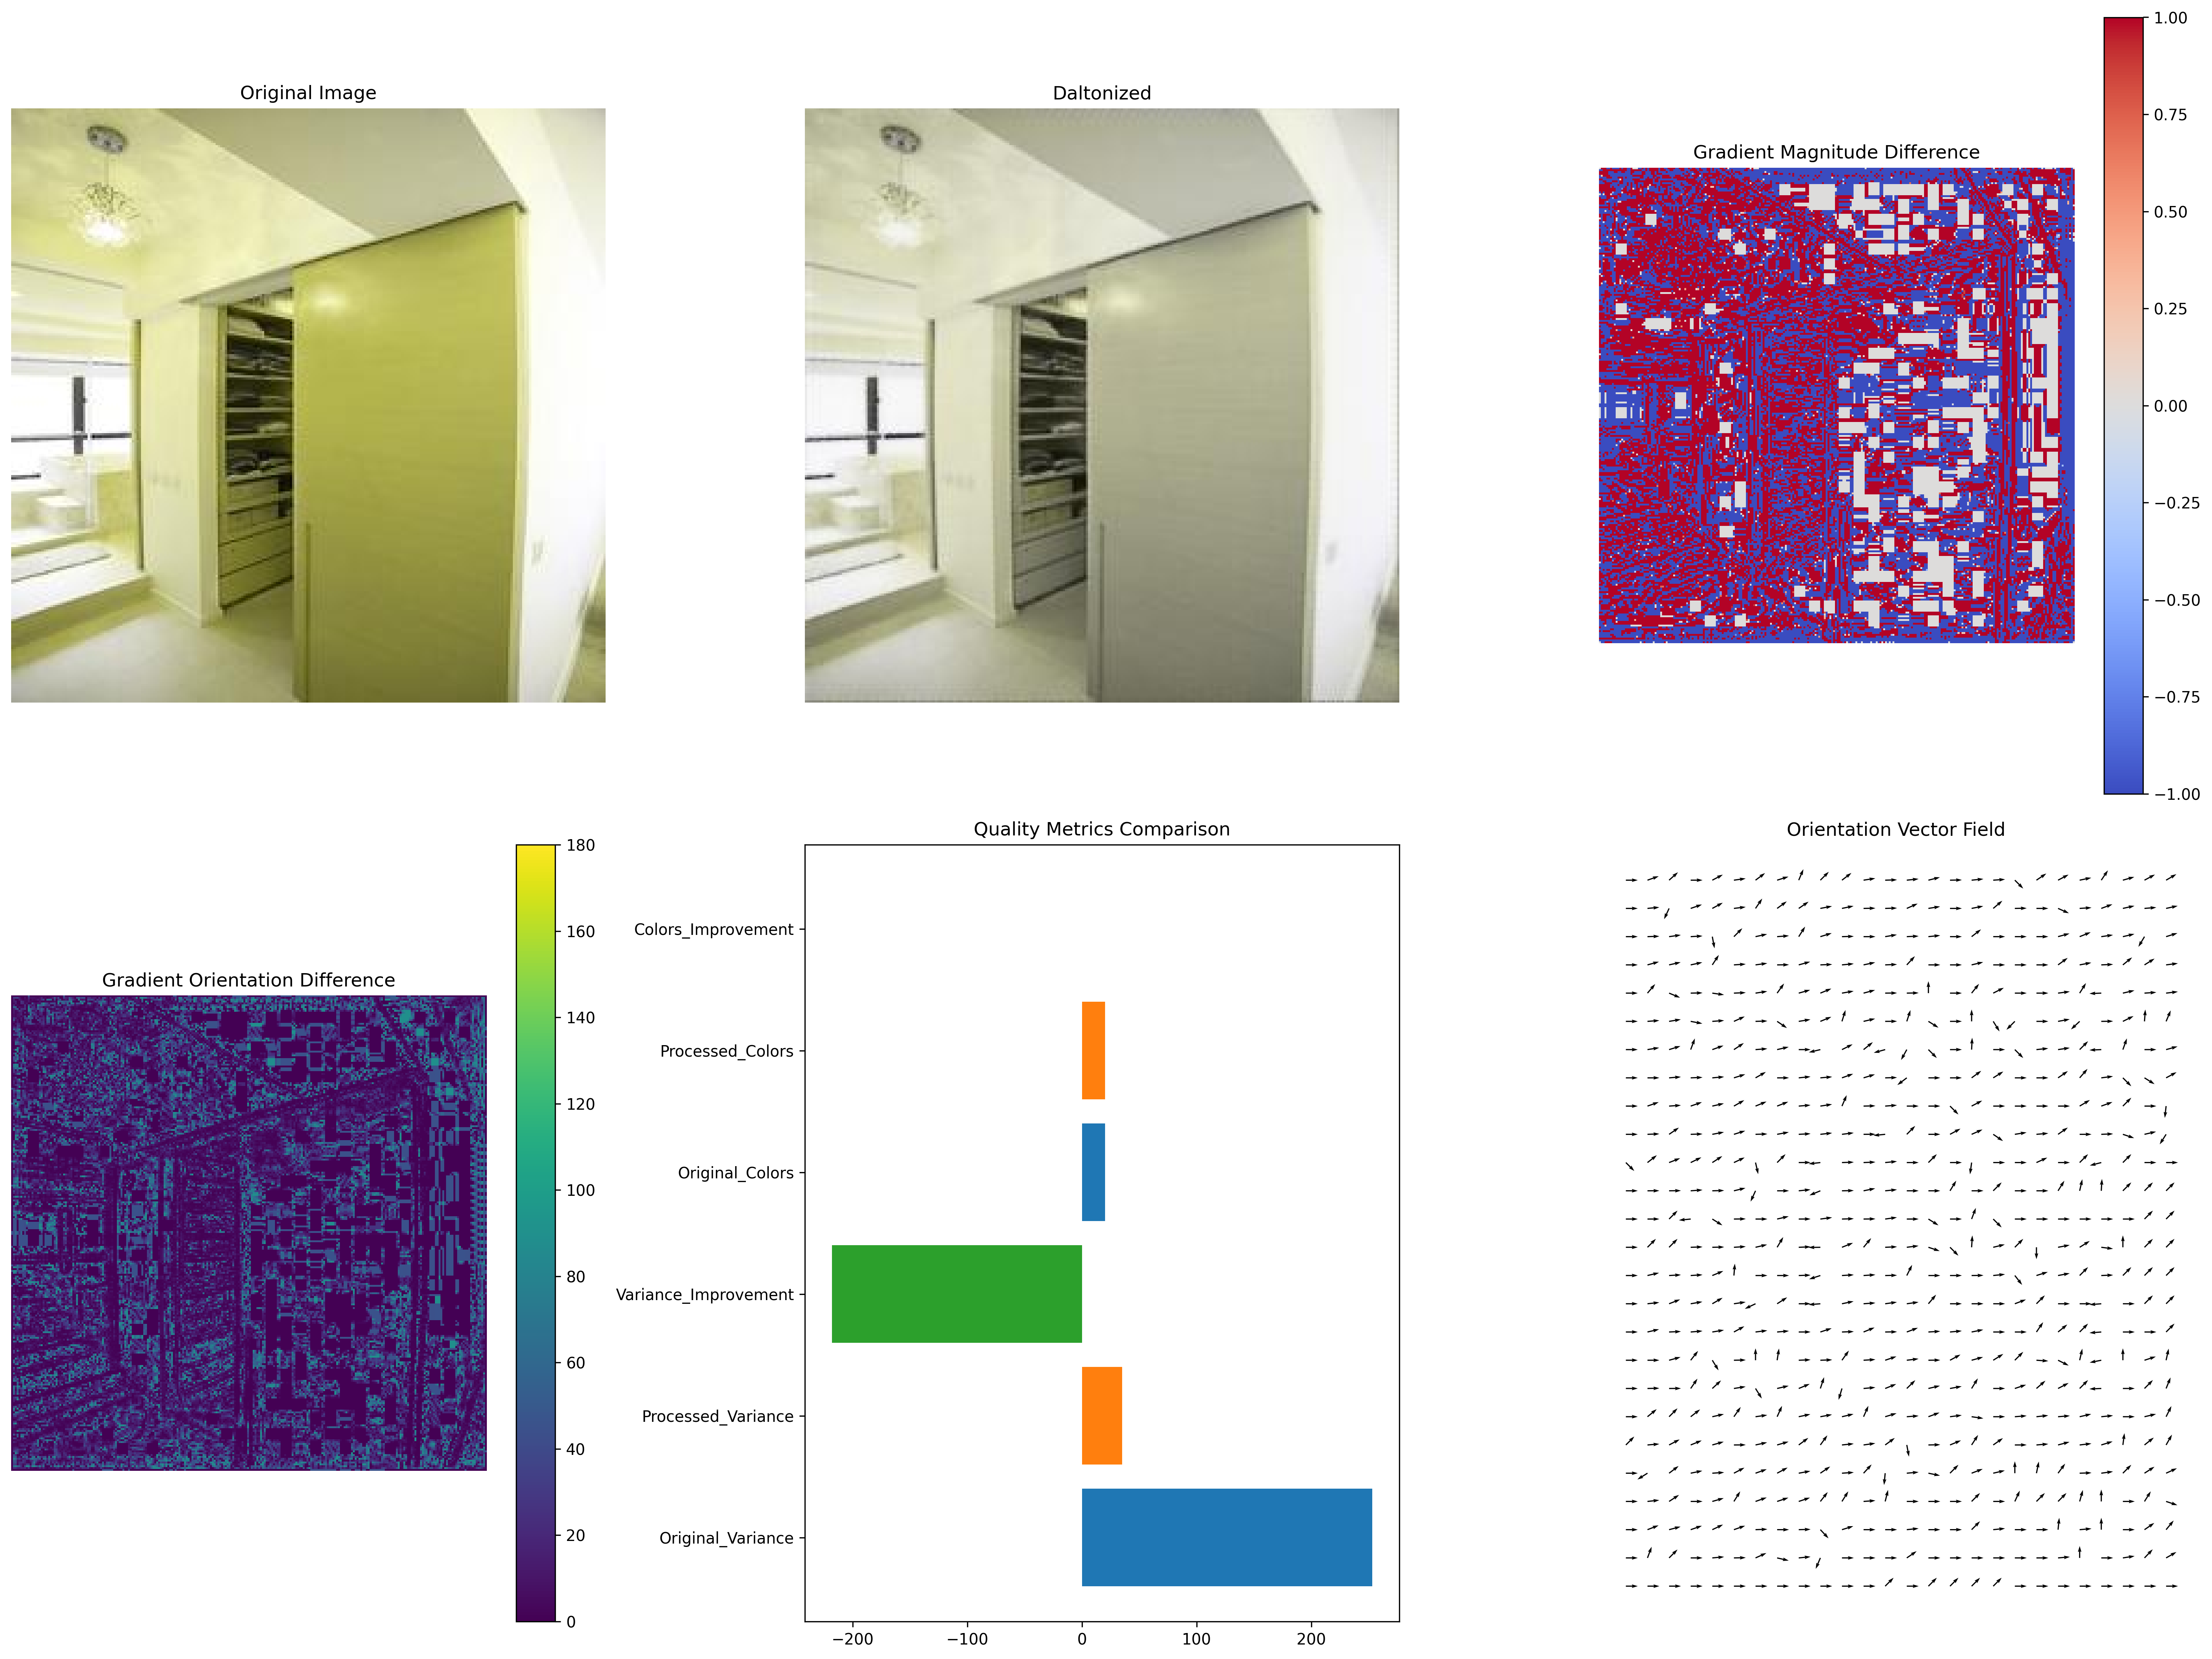 Original Image
Daltonized
Gradient Magnitude Difference
1.00
0.75
0.50
0.25
0.00
−0.25
−0.50
−0.75
−1.00
Gradient Orientation Difference
180
160
140
120
100
80
60
40
20
0
Quality Metrics Comparison
Colors_Improvement
Processed_Colors
Original_Colors
Variance_Improvement
Processed_Variance
Original_Variance
−200
−100
0
100
200
Orientation Vector Field